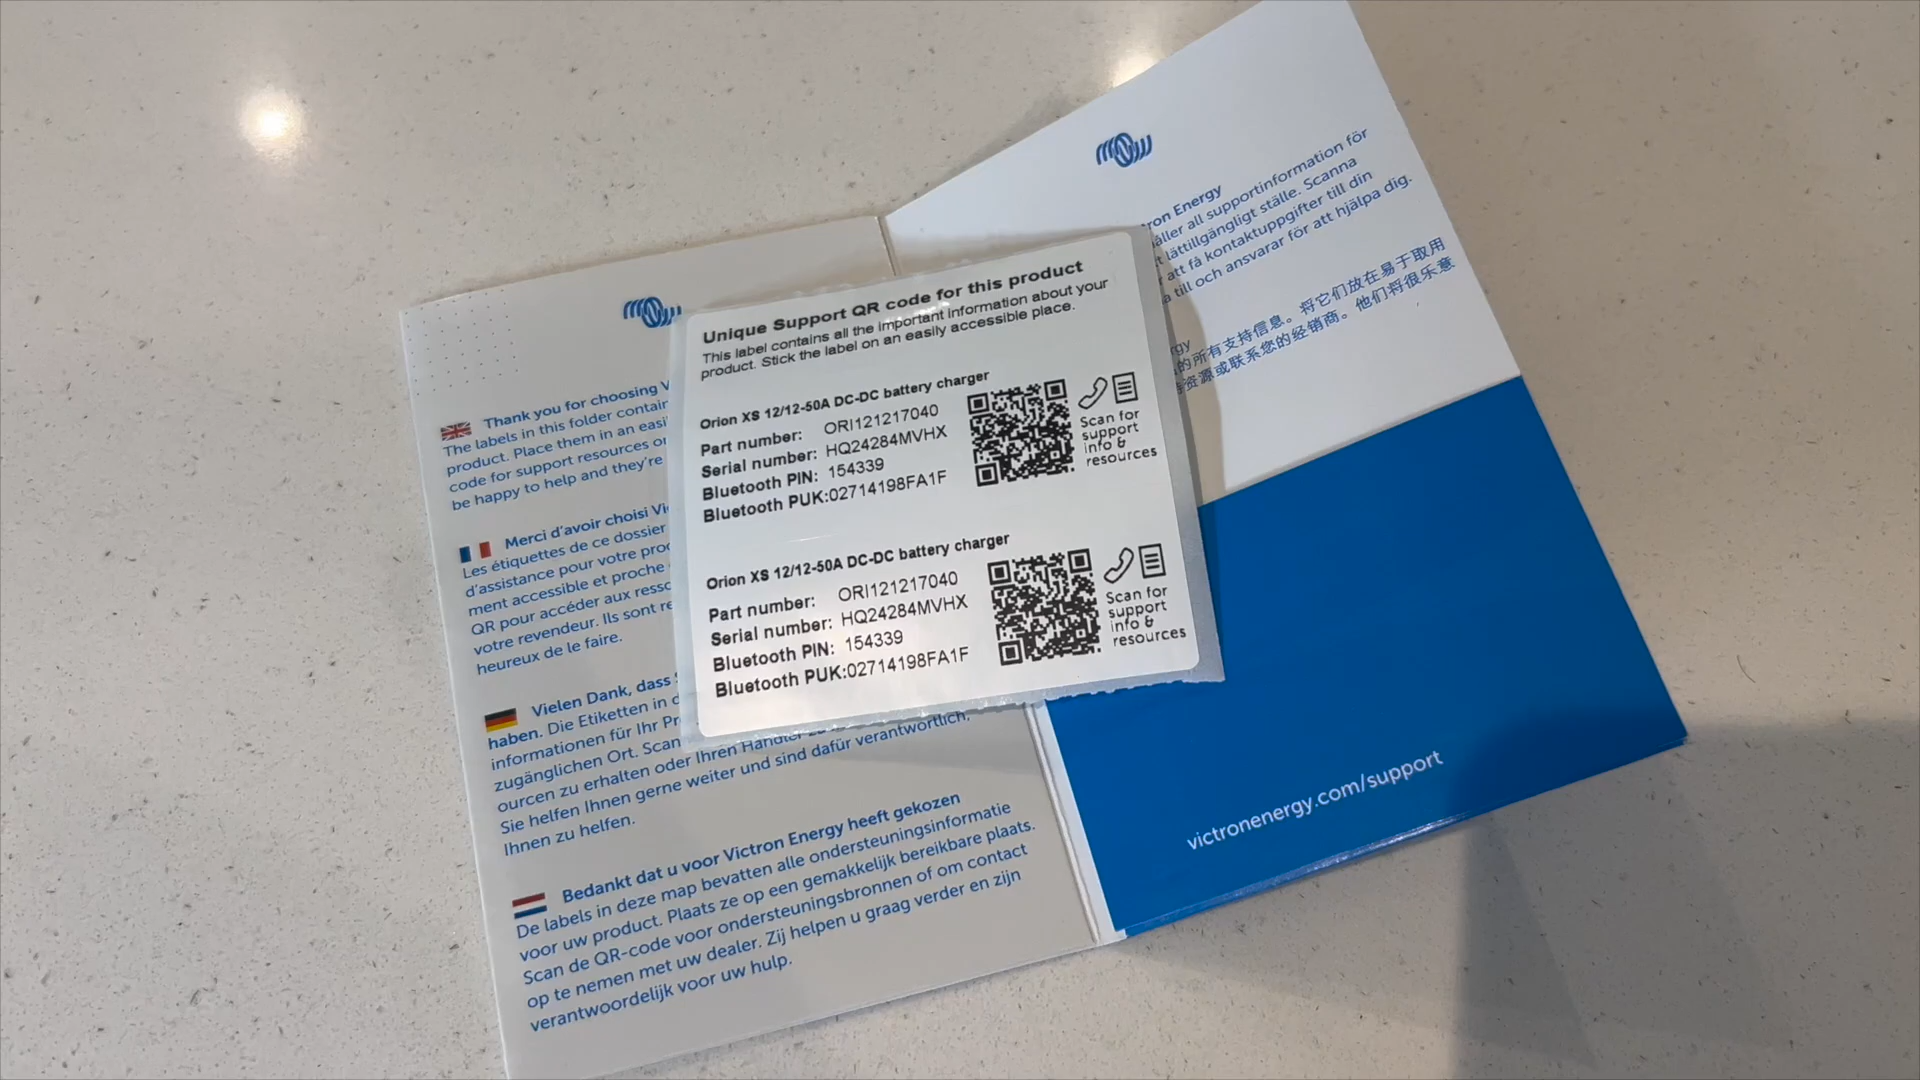 Thank you for choosing V
The labels in this folder contain
product. Place them in an easi
code for support resources or
be happy to help and they're
Merci d'avoir choisi Vi
Les étiquettes de ce dossier
d'assistance pour votre prod
ment accessible et proche
QR pour accéder aux resso
votre revendeur. Ils sont re
heureux de le faire.
Vielen Dank, dass
haben. Die Etiketten in d
informationen für Ihr Pr
zugänglichen Ort. Scan
ourcen zu erhalten oder Ihren Händler zu
Sie helfen Ihnen gerne weiter und sind dafür verantwortlich,
Ihnen zu helfen.
Bedankt dat u voor Victron Energy heeft gekozen
De labels in deze map bevatten alle ondersteuningsinformatie
voor uw product. Plaats ze op een gemakkelijk bereikbare plaats.
Scan de QR-code voor ondersteuningsbronnen of om contact
op te nemen met uw dealer. Zij helpen u graag verder en zijn
verantwoordelijk voor uw hulp.
Unique Support QR code for this product
This label contains all the important information about your
product. Stick the label on an easily accessible place.
Orion XS 12/12-50A DC-DC battery charger
Part number: ORI121217040
Serial number: HQ24284MVHX
Bluetooth PIN: 154339
Bluetooth PUK:02714198FA1F
Scan for
support
info &
resources
Orion XS 12/12-50A DC-DC battery charger
Part number: ORI121217040
Serial number: HQ24284MVHX
Bluetooth PIN: 154339
Bluetooth PUK:02714198FA1F
Scan for
support
info &
resources
tron Energy
åller all supportinformation för
t lättillgängligt ställe. Scanna
r att få kontaktuppgifter till din
a till och ansvarar för att hjälpa dig.
rgy
的所有支持信息。将它们放在易于取用
资源或联系您的经销商。他们将很乐意
victronenergy.com/support